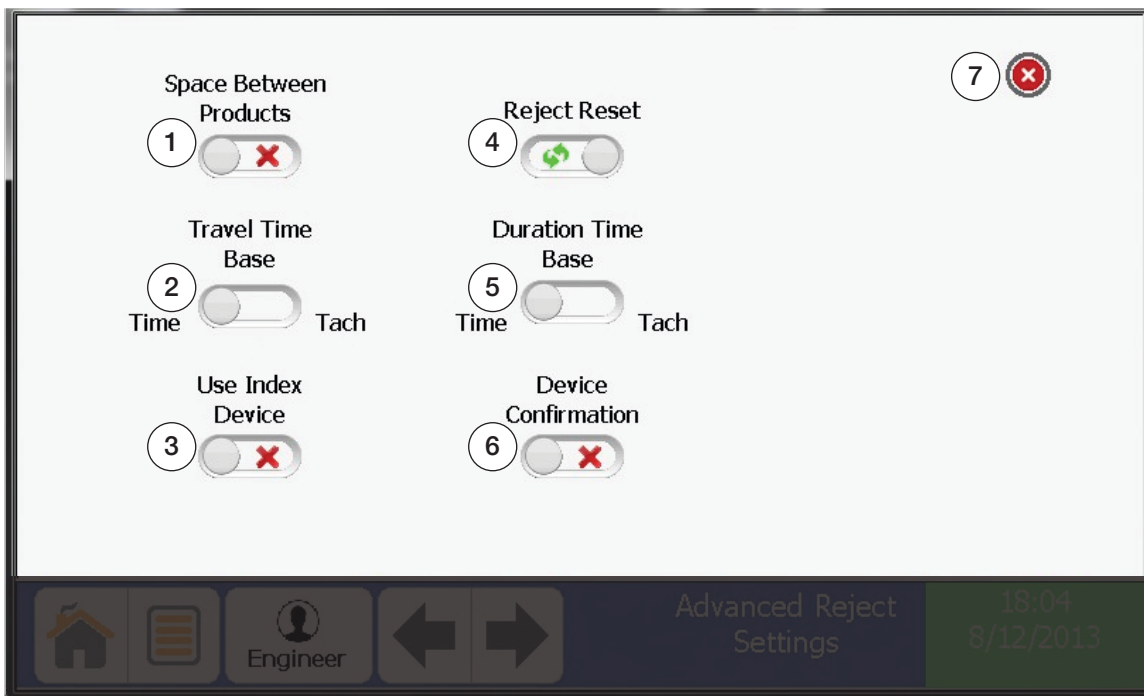 Space Between
Products
1
Travel Time
Base
2
Time
Tach
Use Index
Device
3
Reject Reset
4
Duration Time
Base
5
Time
Tach
Device
Confirmation
6
7
Engineer
Advanced Reject
Settings
18:04
8/12/2013